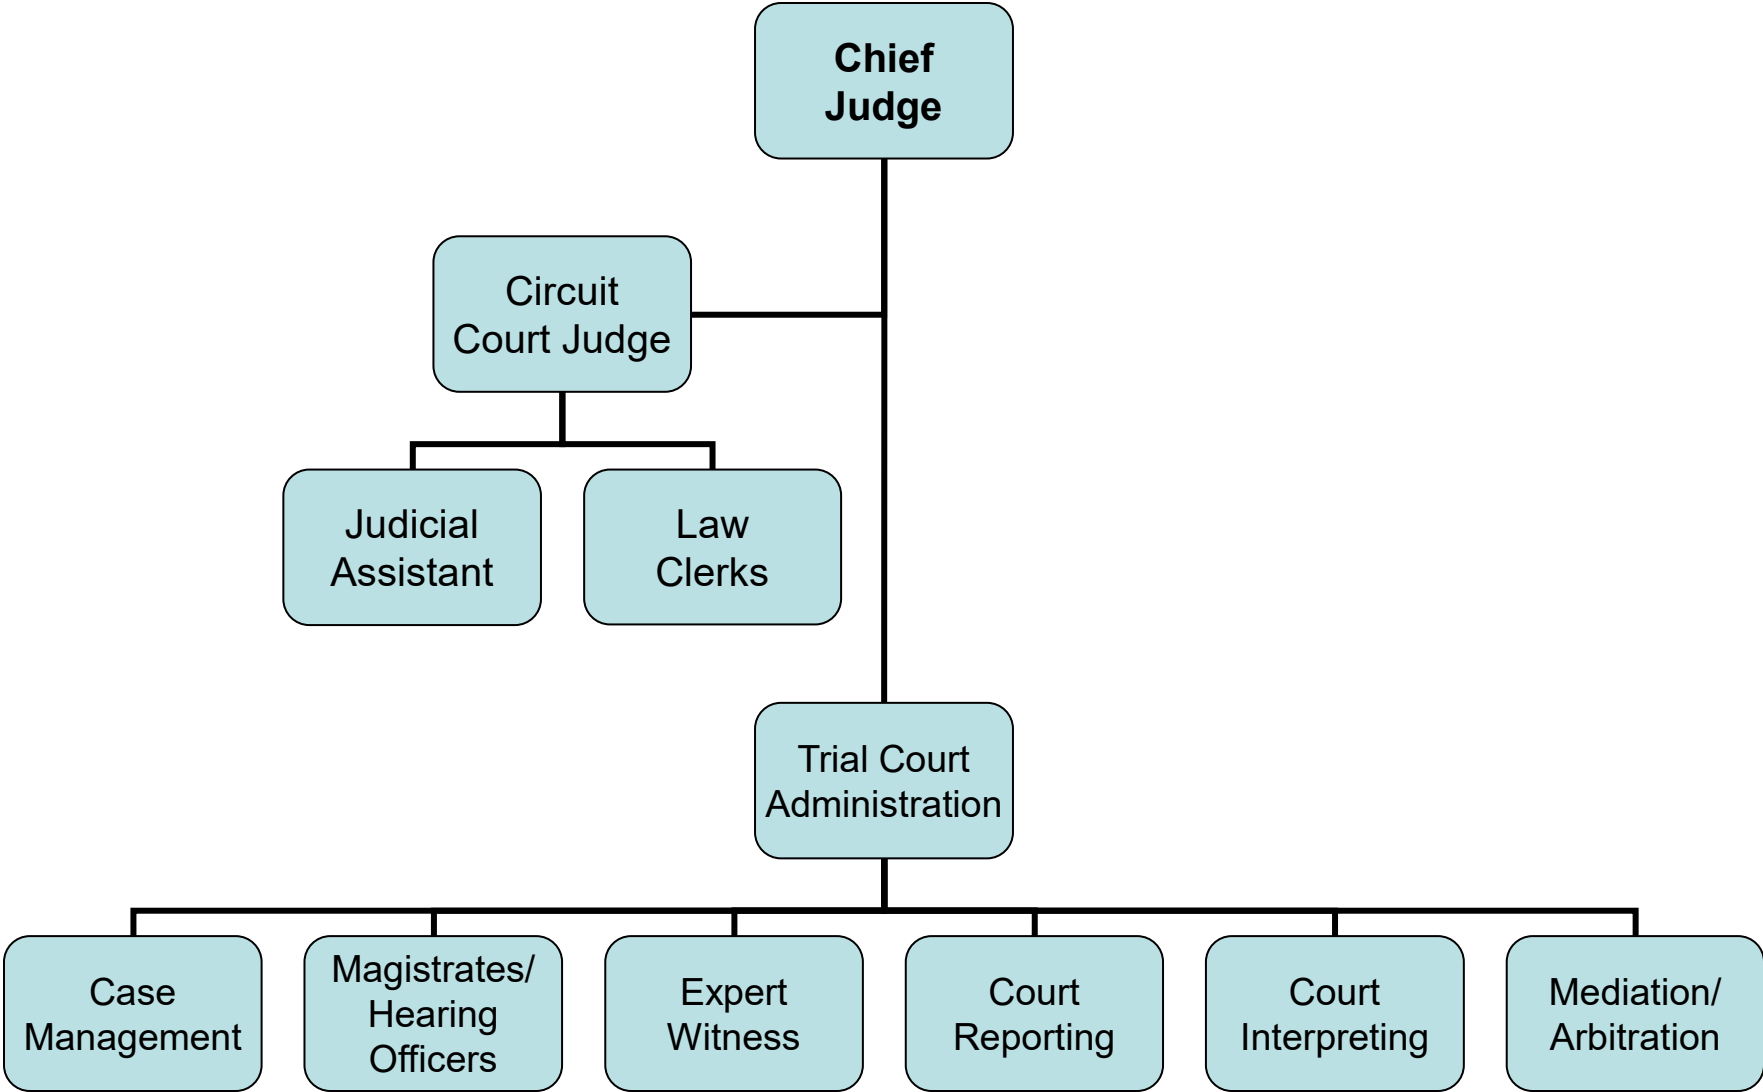 Chief
Judge
Circuit
Court Judge
Judicial
Assistant
Law
Clerks
Trial Court
Administration
Case
Management
Magistrates/
Hearing
Officers
Expert
Witness
Court
Reporting
Court
Interpreting
Mediation/
Arbitration